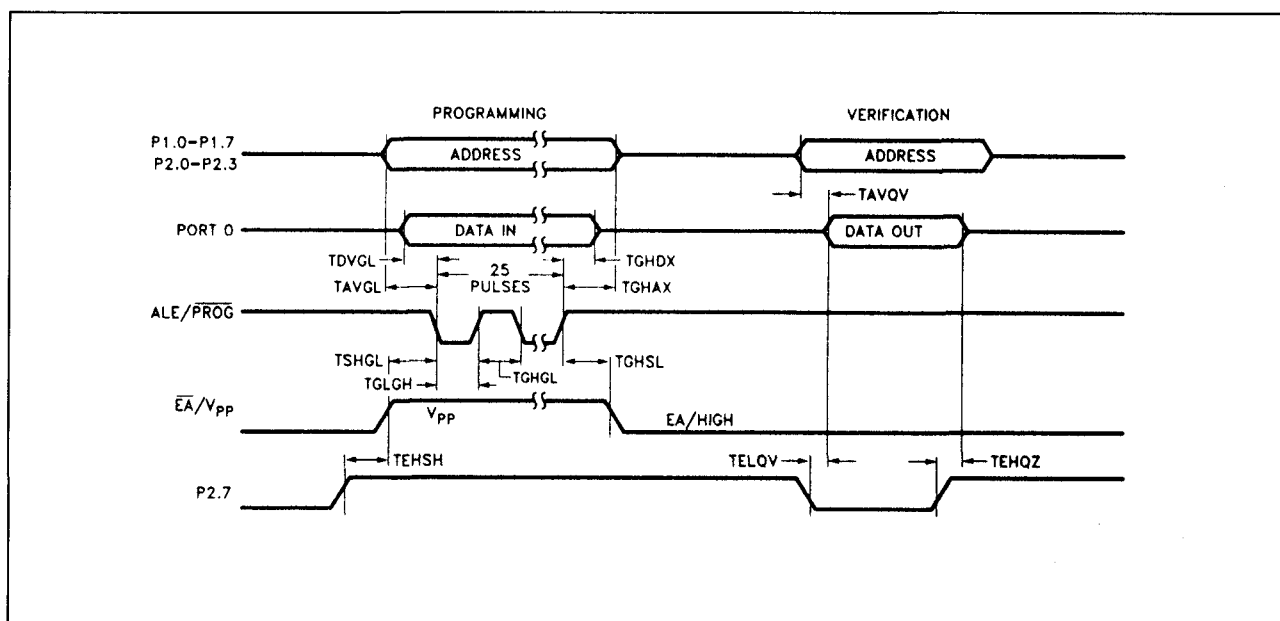 PROGRAMMING
VERIFICATION
P1.0–P1.7
P2.0–P2.3
ADDRESS
ADDRESS
TAVQV
PORT 0
DATA IN
DATA OUT
TDVGL
25
PULSES
TGHDX
TAVGL
TGHAX
ALE/PROG
TSHGL
TGHGL
TGHSL
TGLGH
EA/VPP
VPP
EA/HIGH
TEHSH
TELQV
TEHQZ
P2.7